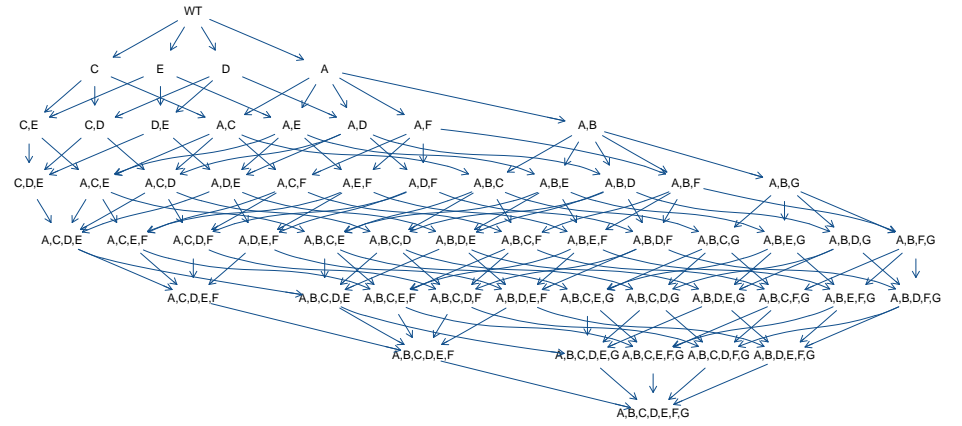 WT
C E D A
C,E C,D D,E A,C A,E A,D A,F A,B
C,D,E A,C,E A,C,D A,D,E A,C,F A,E,F A,D,F A,B,C A,B,E A,B,D A,B,F A,B,G
A,C,D,E A,C,E,F A,C,D,F A,D,E,F A,B,C,E A,B,C,D A,B,D,E A,B,C,F A,B,E,F A,B,D,F A,B,C,G A,B,E,G A,B,D,G A,B,F,G
A,C,D,E,F A,B,C,D,E A,B,C,E,F A,B,C,D,F A,B,D,E,F A,B,C,E,G A,B,C,D,G A,B,D,E,G A,B,C,F,G A,B,E,F,G A,B,D,F,G
A,B,C,D,E,F A,B,C,D,E,G A,B,C,E,F,G A,B,C,D,F,G A,B,D,E,F,G
A,B,C,D,E,F,G